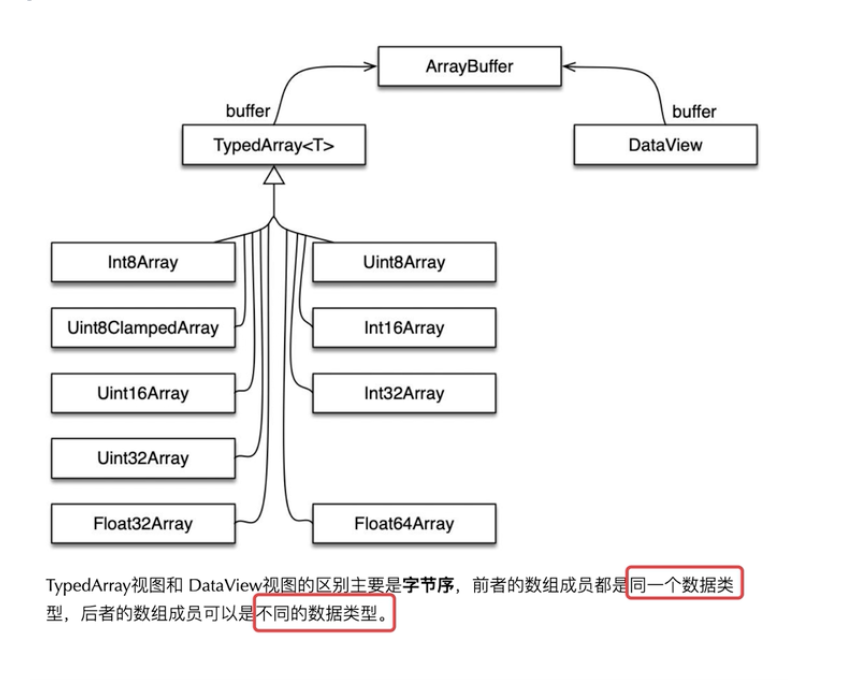 ArrayBuffer
buffer
buffer
TypedArray<T>
DataView
Int8Array
Uint8Array
Uint8ClampedArray
Int16Array
Uint16Array
Int32Array
Uint32Array
Float32Array
Float64Array
TypedArray视图和 DataView视图的区别主要是字节序，前者的数组成员都是同一个数据类
型，后者的数组成员可以是不同的数据类型。